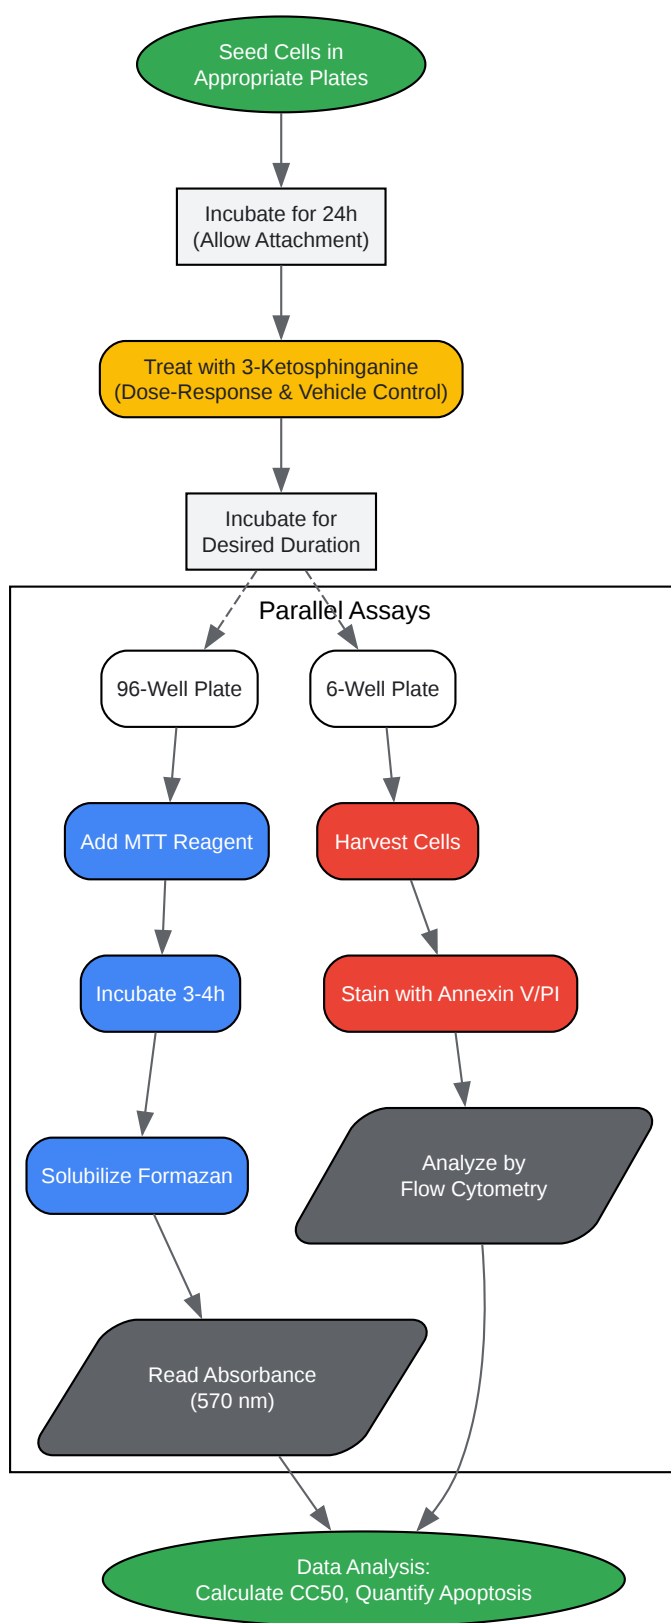 Seed Cells in
Appropriate Plates
Incubate for 24h
(Allow Attachment)
Treat with 3-Ketosphinganine
(Dose-Response & Vehicle Control)
Incubate for
Desired Duration
Parallel Assays
96-Well Plate
6-Well Plate
Add MTT Reagent
Harvest Cells
Incubate 3-4h
Stain with Annexin V/PI
Solubilize Formazan
Analyze by
Flow Cytometry
Read Absorbance
(570 nm)
Data Analysis:
Calculate CC50, Quantify Apoptosis